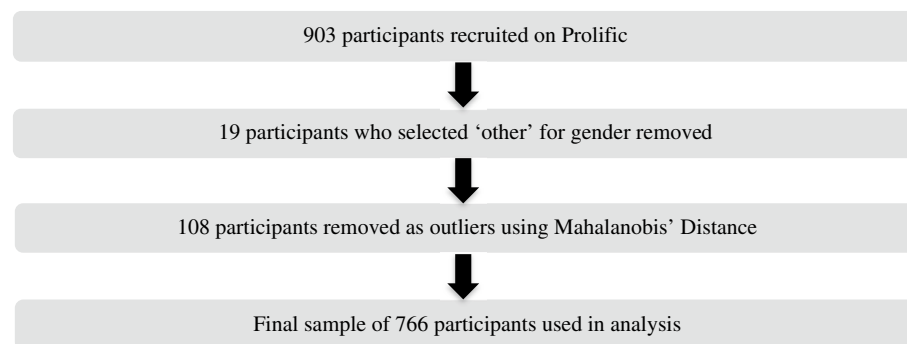 903 participants recruited on Prolific
19 participants who selected ‘other’ for gender removed
108 participants removed as outliers using Mahalanobis’ Distance
Final sample of 766 participants used in analysis